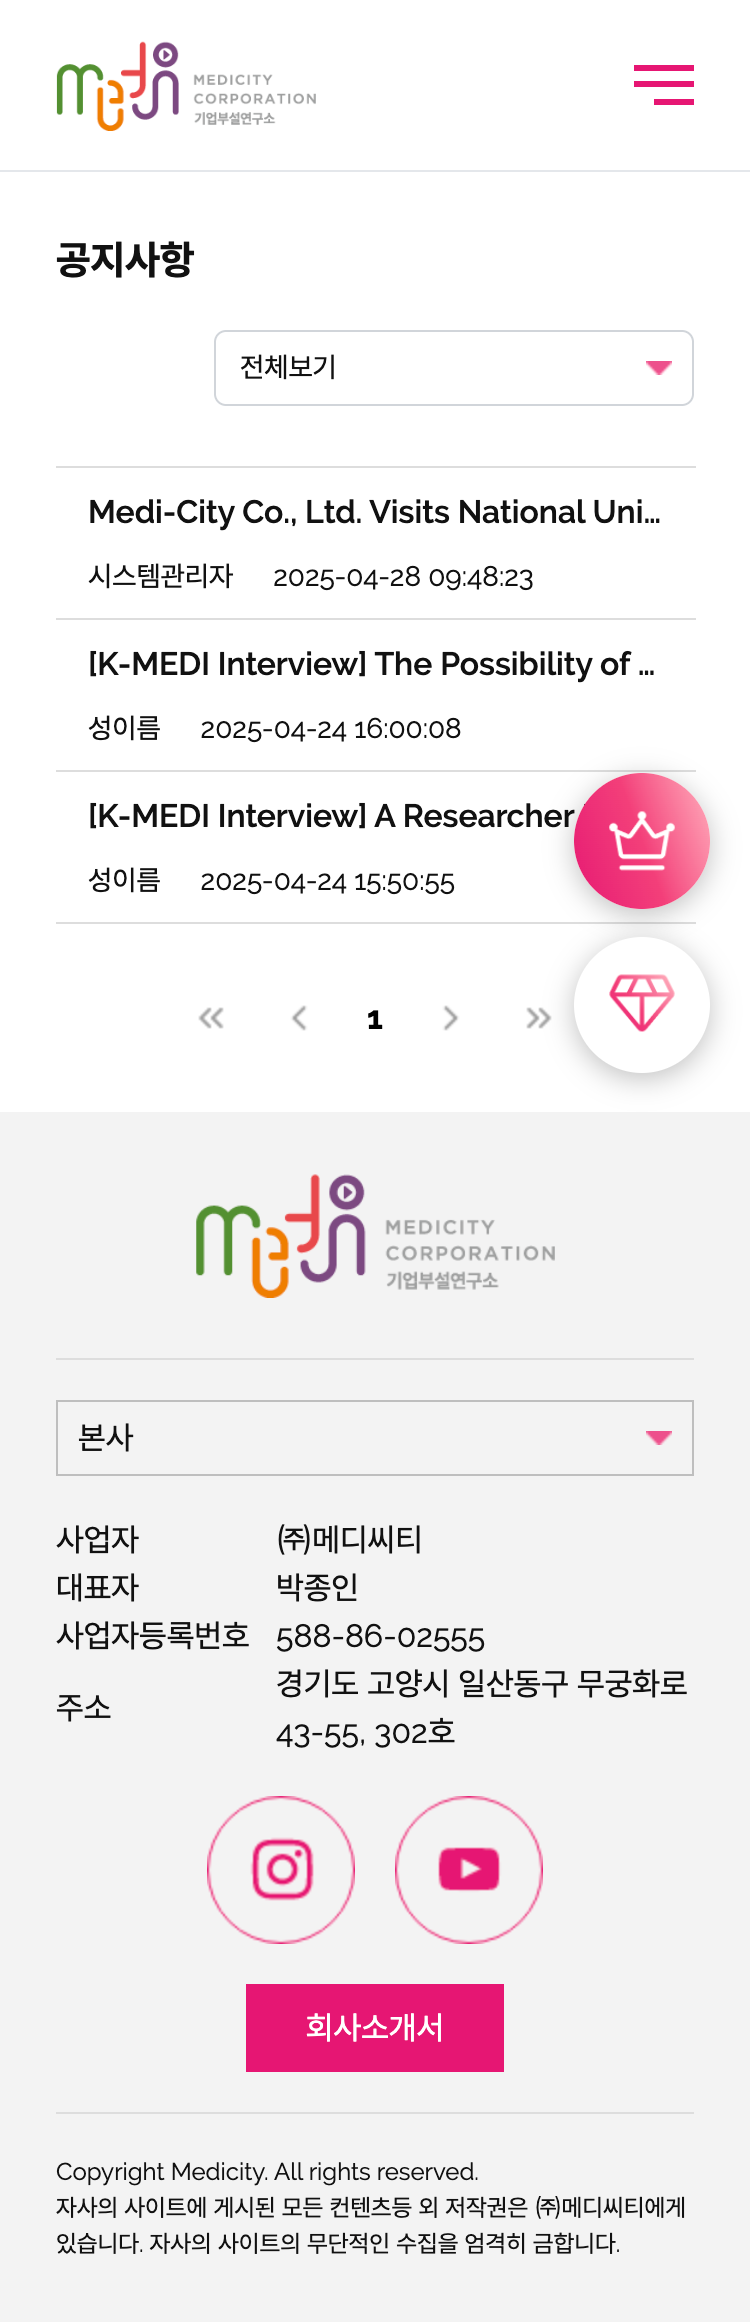 medi
MEDICITY
CORPORATION
기업부설연구소
공지사항
전체보기
Medi-City Co., Ltd. Visits National Uni...
시스템관리자 2025-04-28 09:48:23
[K-MEDI Interview] The Possibility of ...
성이름 2025-04-24 16:00:08
[K-MEDI Interview] A Researcher
성이름 2025-04-24 15:50:55
« < 1 > »
medi
MEDICITY
CORPORATION
기업부설연구소
본사
사업자 ㈜메디씨티
대표자 박종인
사업자등록번호 588-86-02555
주소 경기도 고양시 일산동구 무궁화로
43-55, 302호
회사소개서
Copyright Medicity. All rights reserved.
자사의 사이트에 게시된 모든 컨텐츠등 외 저작권은 ㈜메디씨티에게
있습니다. 자사의 사이트의 무단적인 수집을 엄격히 금합니다.